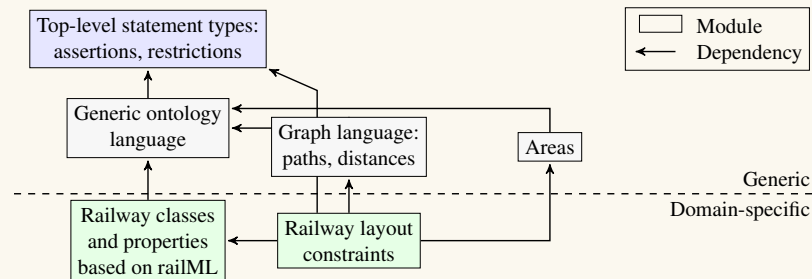 Top-level statement types:
assertions, restrictions
Module
Dependency
Generic ontology
language
Graph language:
paths, distances
Areas
Generic
Domain-specific
Railway classes
and properties
based on railML
Railway layout
constraints